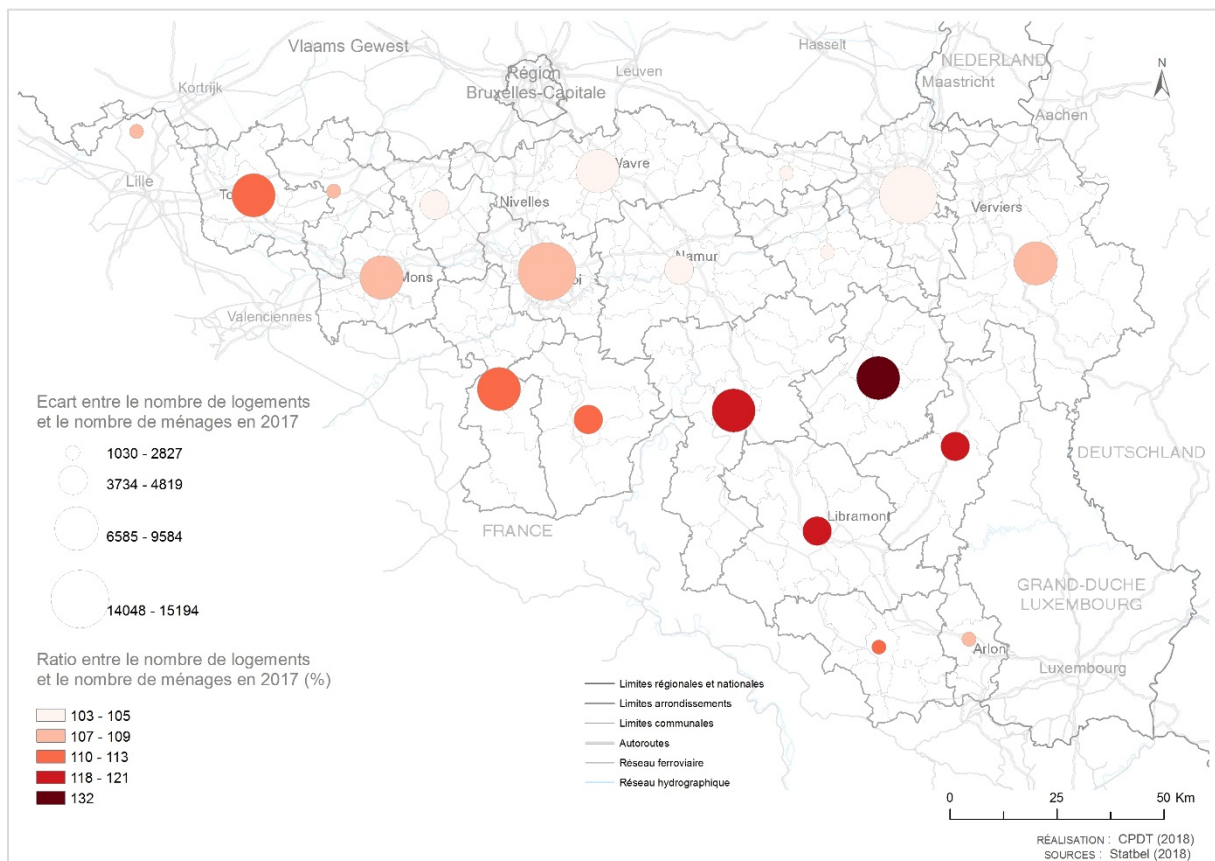 Vlaams Gewest
Hasselt
NEDERLAND
N
Région
Bruxelles-Capitale
Leuven
Maastricht
Kortrijk
Aachen
Lille
Nivelles
Verviers
Namur
Mons
Valenciennes
Ecart entre le nombre de logements
et le nombre de ménages en 2017
1030 - 2827
3734 - 4819
6585 - 9584
14048 - 15194
DEUTSCHLAND
Libramont
FRANCE
GRAND-DUCHE
LUXEMBOURG
Arlon
Luxembourg
Ratio entre le nombre de logements
et le nombre de ménages en 2017 (%)
103 - 105
107 - 109
110 - 113
118 - 121
132
Limites régionales et nationales
Limites arrondissements
Limites communales
Autoroutes
Réseau ferroviaire
Réseau hydrographique
0 25 50 Km
RÉALISATION : CPDT (2018)
SOURCES : Statbel (2018)